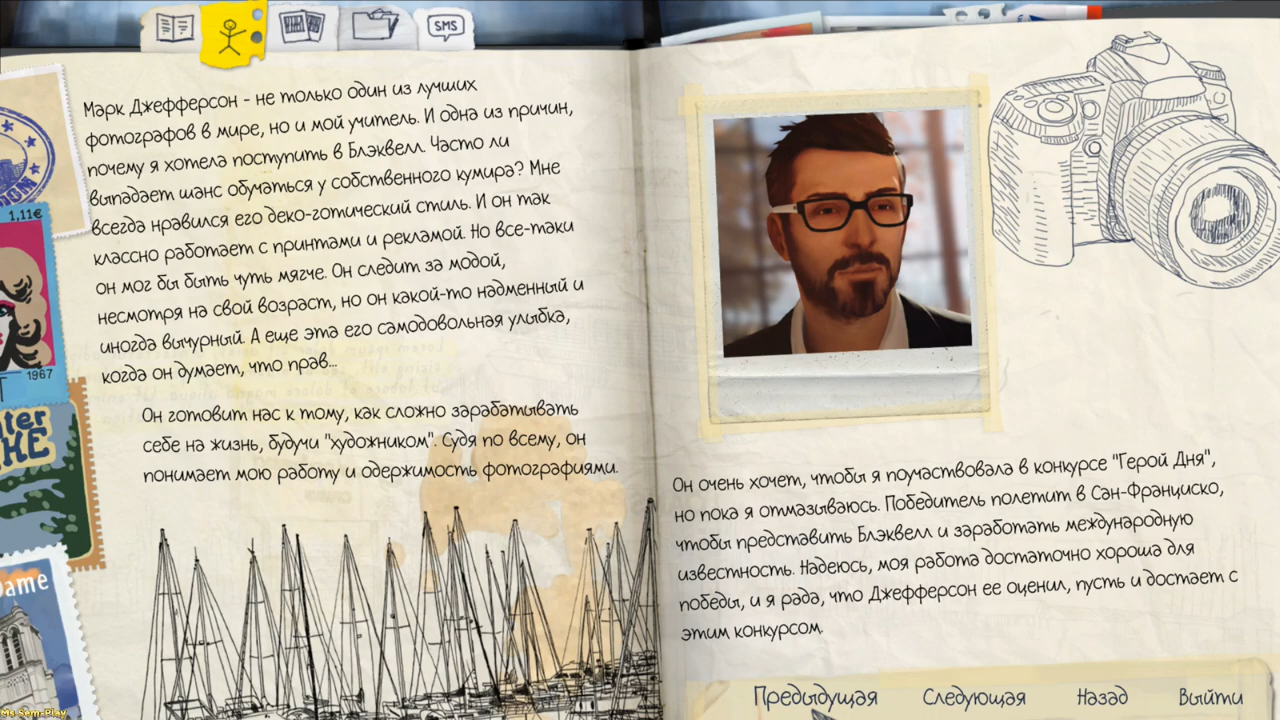 SMS
Марк Джефферсон - не только один из лучших
фотографов в мире, но и мой учитель. И одна из причин,
почему я хотела поступить в Блэквелл. Часто ли
выпадает шанс обучаться у собственного кумира? Мне
всегда нравился его деко-готический стиль. И он так
классно работает с принтами и рекламой. Но все-таки
он мог бы быть чуть мягче. Он следит за модой,
несмотря на свой возраст, но он какой-то надменный и
иногда вычурный. А еще эта его самодовольная улыбка,
когда он думает, что прав...
Он готовит нас к тому, как сложно зарабатывать
себе на жизнь, будучи "художником". Судя по всему, он
понимает мою работу и одержимость фотографиями.
1,11€
1967
Он очень хочет, чтобы я поучаствовала в конкурсе "Герой Дня",
но пока я отмазываюсь. Победитель полетит в Сан-Франциско,
чтобы представить Блэквелл и заработать международную
известность. Надеюсь, моя работа достаточно хороша для
победы, и я рада, что Джефферсон ее оценил, пусть и достает с
этим конкурсом.
Предыдущая Следующая Назад Выйти
Ms.Sem-Play